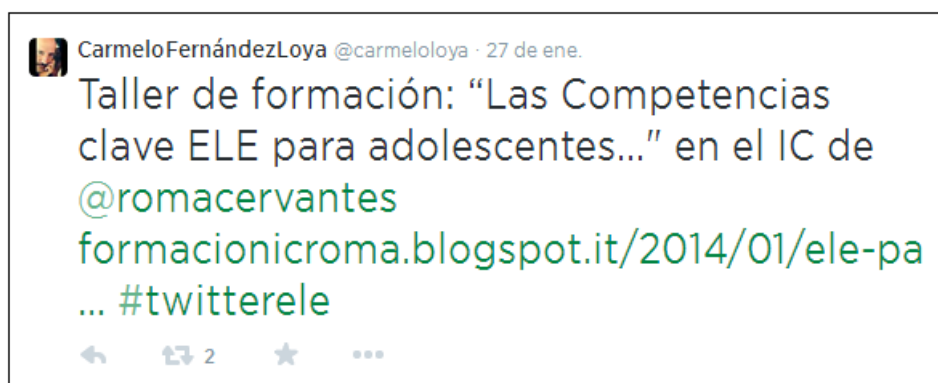 CarmeloFernándezLoya @carmeloloya · 27 de ene.
Taller de formación: “Las Competencias
clave ELE para adolescentes...” en el IC de
@romacervantes
formacionicroma.blogspot.it/2014/01/ele-pa
... #twitterele
2